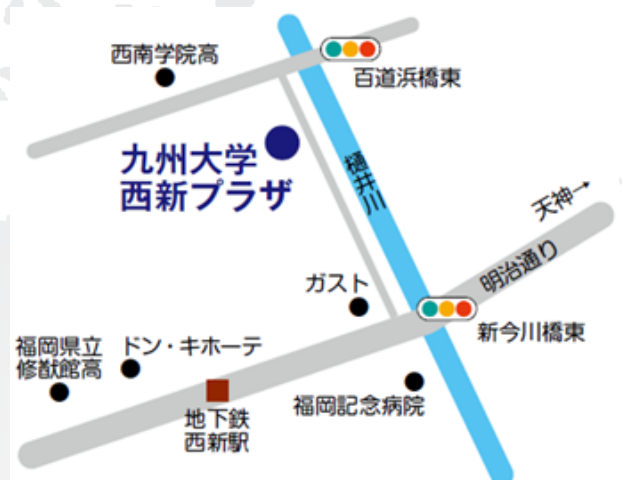 西南学院高
百道浜橋東
九州大学
西新プラザ
樋井川
天神→
明治通り
ガスト
新今川橋東
福岡県立
修猷館高
ドン・キホーテ
福岡記念病院
地下鉄
西新駅